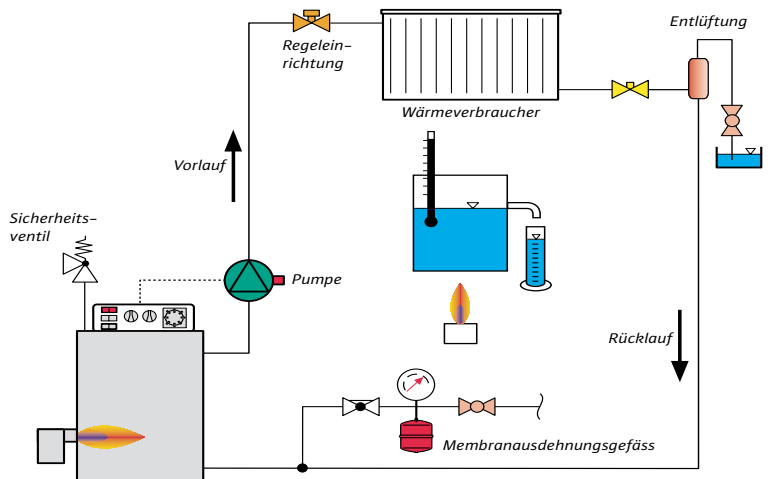 Entlüftung
Regelein-
richtung
Wärmeverbraucher
Vorlauf
Sicherheits-
ventil
Pumpe
Rücklauf
Membranausdehnungsgefäss